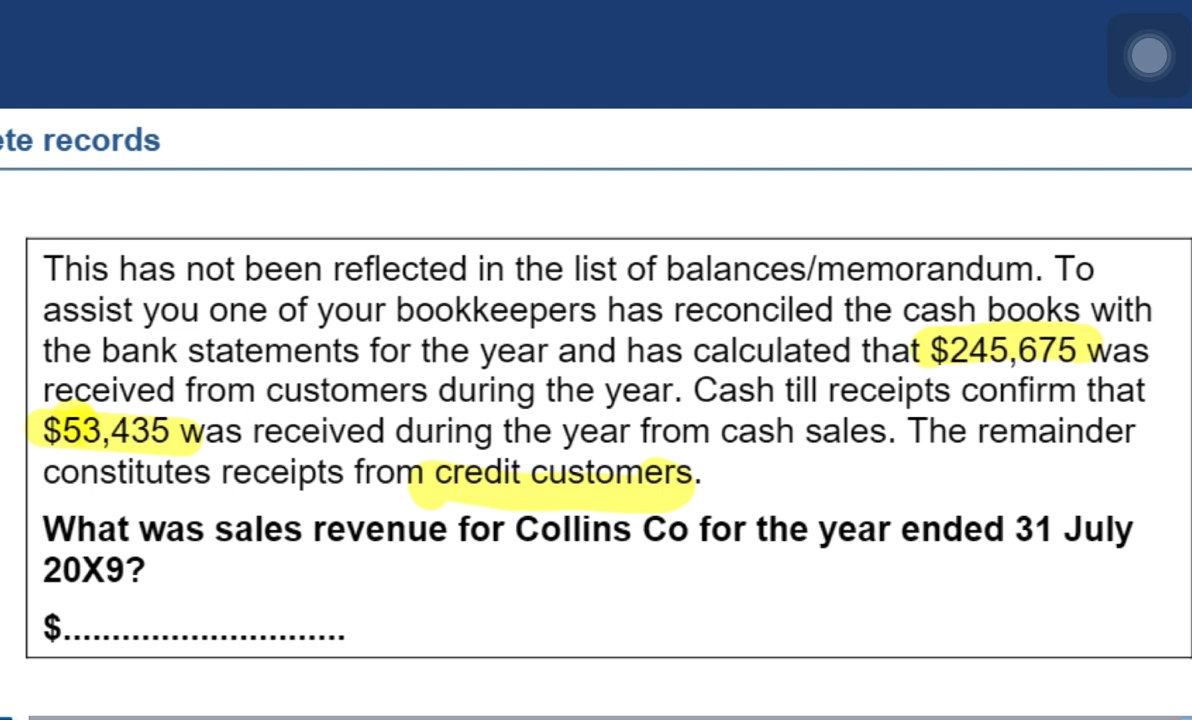 ete records
This has not been reflected in the list of balances/memorandum. To
assist you one of your bookkeepers has reconciled the cash books with
the bank statements for the year and has calculated that $245,675 was
received from customers during the year. Cash till receipts confirm that
$53,435 was received during the year from cash sales. The remainder
constitutes receipts from credit customers.
What was sales revenue for Collins Co for the year ended 31 July
20X9?
$.............................